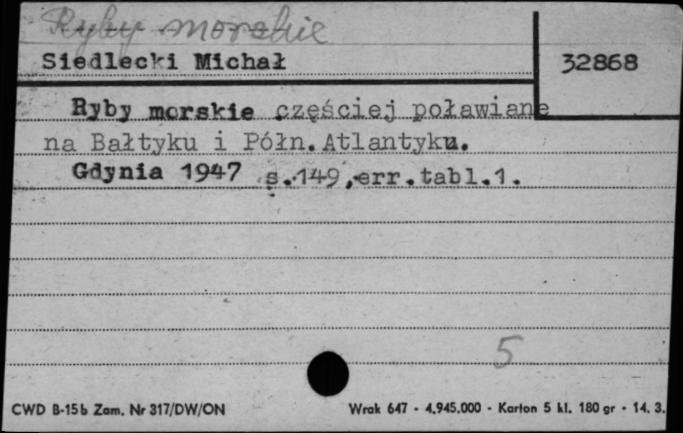 Ryby morskie
Siedlecki Michał
32868
Ryby morskie częściej poławiane
na Bałtyku i Półn.Atlantyku.
Gdynia 1947 s.149,err.tabl.1.
5
CWD B-15b Zam. Nr 317/DW/ON
Wrak 647 - 4.945.000 - Karton 5 kl. 180 gr - 14. 3.